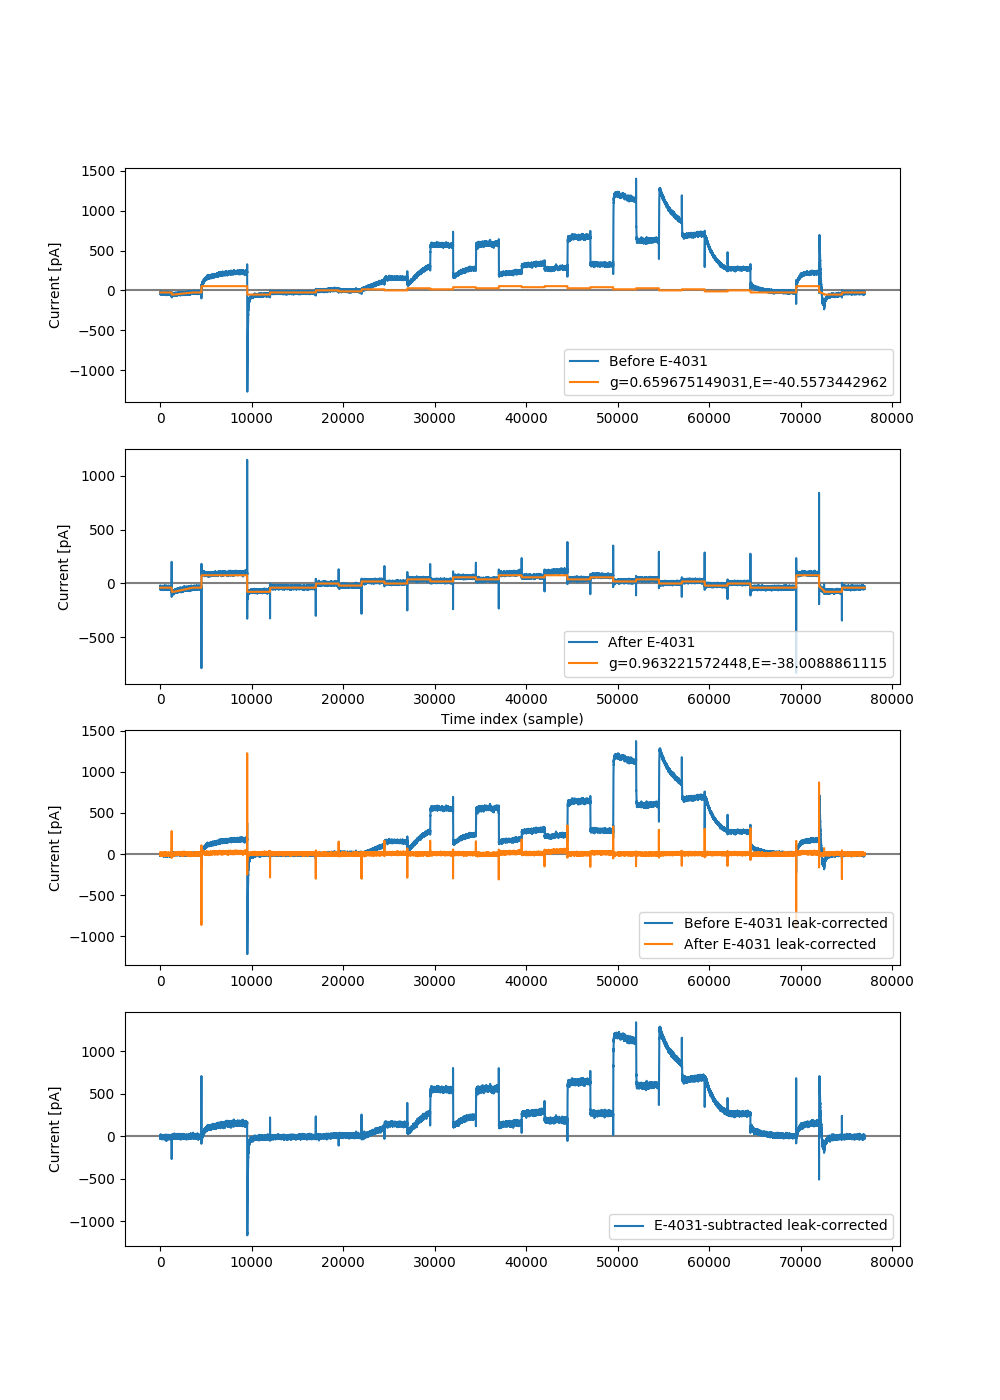 1500
1000
500
0
−500
−1000
Current [pA]
Before E-4031
g=0.659675149031,E=-40.5573442962
0 10000 20000 30000 40000 50000 60000 70000 80000
1000
500
0
−500
Current [pA]
After E-4031
g=0.963221572448,E=-38.0088861115
0 10000 20000 30000 40000 50000 60000 70000 80000
Time index (sample)
1500
1000
500
0
−500
−1000
Current [pA]
Before E-4031 leak-corrected
After E-4031 leak-corrected
0 10000 20000 30000 40000 50000 60000 70000 80000
1000
500
0
−500
−1000
Current [pA]
E-4031-subtracted leak-corrected
0 10000 20000 30000 40000 50000 60000 70000 80000